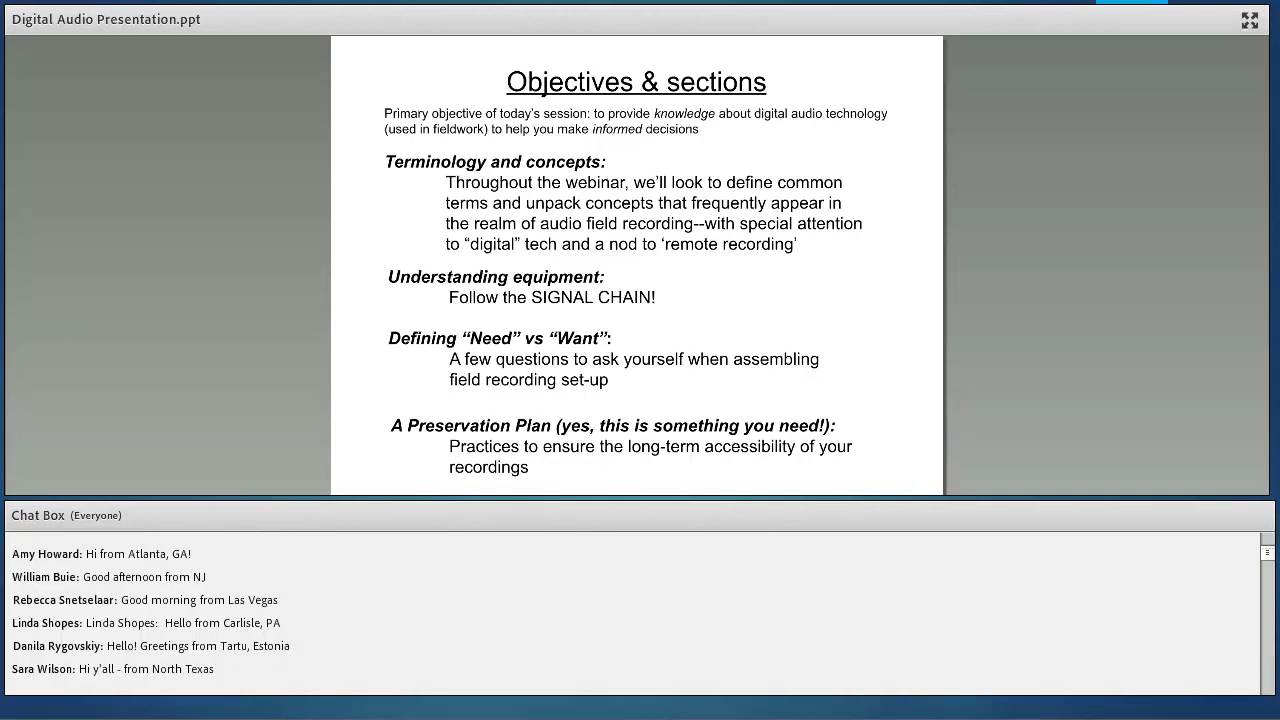 Digital Audio Presentation.ppt
Objectives & sections
Primary objective of today's session: to provide knowledge about digital audio technology
(used in fieldwork) to help you make informed decisions
Terminology and concepts:
Throughout the webinar, we'll look to define common
terms and unpack concepts that frequently appear in
the realm of audio field recording--with special attention
to “digital” tech and a nod to ‘remote recording’
Understanding equipment:
Follow the SIGNAL CHAIN!
Defining “Need” vs “Want”:
A few questions to ask yourself when assembling
field recording set-up
A Preservation Plan (yes, this is something you need!):
Practices to ensure the long-term accessibility of your
recordings
Chat Box (Everyone)
Amy Howard: Hi from Atlanta, GA!
William Buie: Good afternoon from NJ
Rebecca Snetselaar: Good morning from Las Vegas
Linda Shopes: Linda Shopes: Hello from Carlisle, PA
Danila Rygovskiy: Hello! Greetings from Tartu, Estonia
Sara Wilson: Hi y'all - from North Texas